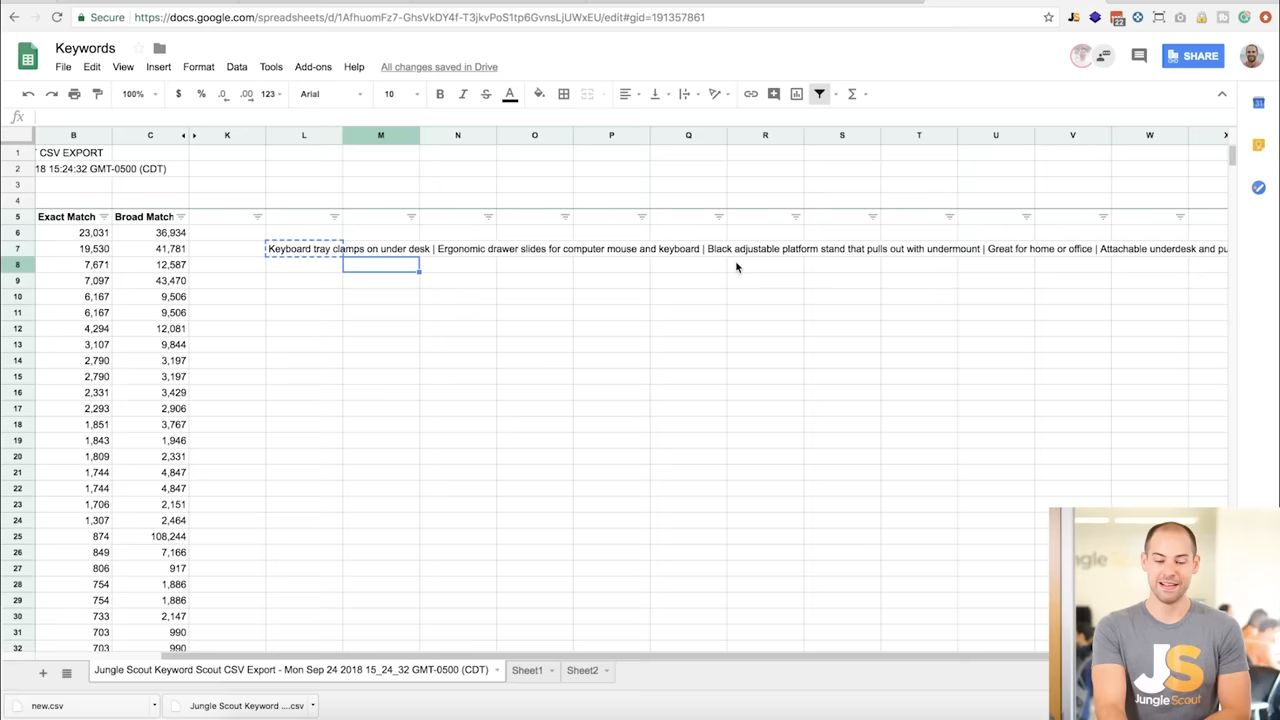 Secure https://docs.google.com/spreadsheets/d/1AfhuomFz7-GhsVkDY4f-T3jkvPoS1tp6GvnsLjUWxEU/edit#gid=191357861
22
Keywords
File Edit View Insert Format Data Tools Add-ons Help All changes saved in Drive
SHARE
100% $ % .0 .00 123 Arial 10 B I S A
fx
B C K L M N O P Q R S T U V W X
1 CSV EXPORT
2 18 15:24:32 GMT-0500 (CDT)
3
4
5 Exact Match Broad Match
6 23,031 36,934
7 19,530 41,781 Keyboard tray clamps on under desk | Ergonomic drawer slides for computer mouse and keyboard | Black adjustable platform stand that pulls out with undermount | Great for home or office | Attachable underdesk and pu
8 7,671 12,587
9 7,097 43,470
10 6,167 9,506
11 6,167 9,506
12 4,294 12,081
13 3,107 9,844
14 2,790 3,197
15 2,790 3,197
16 2,331 3,429
17 2,293 2,906
18 1,851 3,767
19 1,843 1,946
20 1,809 2,331
21 1,744 4,847
22 1,744 4,847
23 1,706 2,151
24 1,307 2,464
25 874 108,244
26 849 7,166
27 806 917
28 754 1,886
29 754 1,886
30 733 2,147
31 703 990
32 703 990
Jungle Scout Keyword Scout CSV Export - Mon Sep 24 2018 15_24_32 GMT-0500 (CDT) Sheet1 Sheet2
new.csv Jungle Scout Keyword ....csv
ngle Sco
JS
Jungle Scout